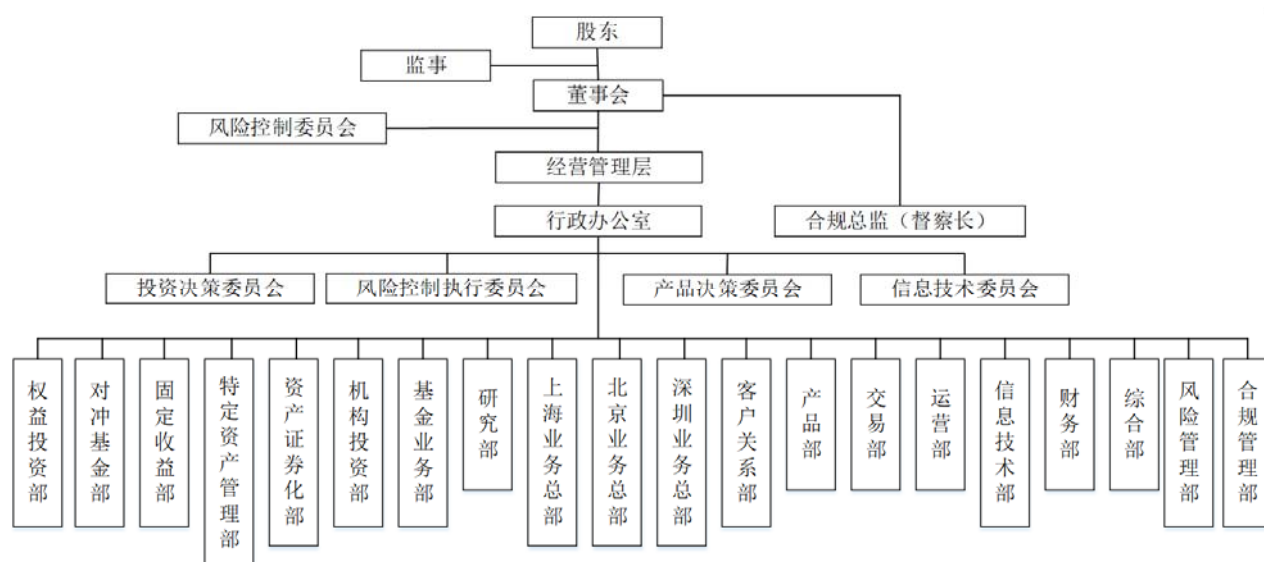 股东
监事
董事会
风险控制委员会
经营管理层
行政办公室
合规总监（督察长）
投资决策委员会
风险控制执行委员会
产品决策委员会
信息技术委员会
权益投资部
对冲基金部
固定收益部
特定资产管理部
资产证券化部
机构投资部
基金业务部
研究部
上海业务总部
北京业务总部
深圳业务总部
客户关系部
产品部
交易部
运营部
信息技术部
财务部
综合部
风险管理部
合规管理部